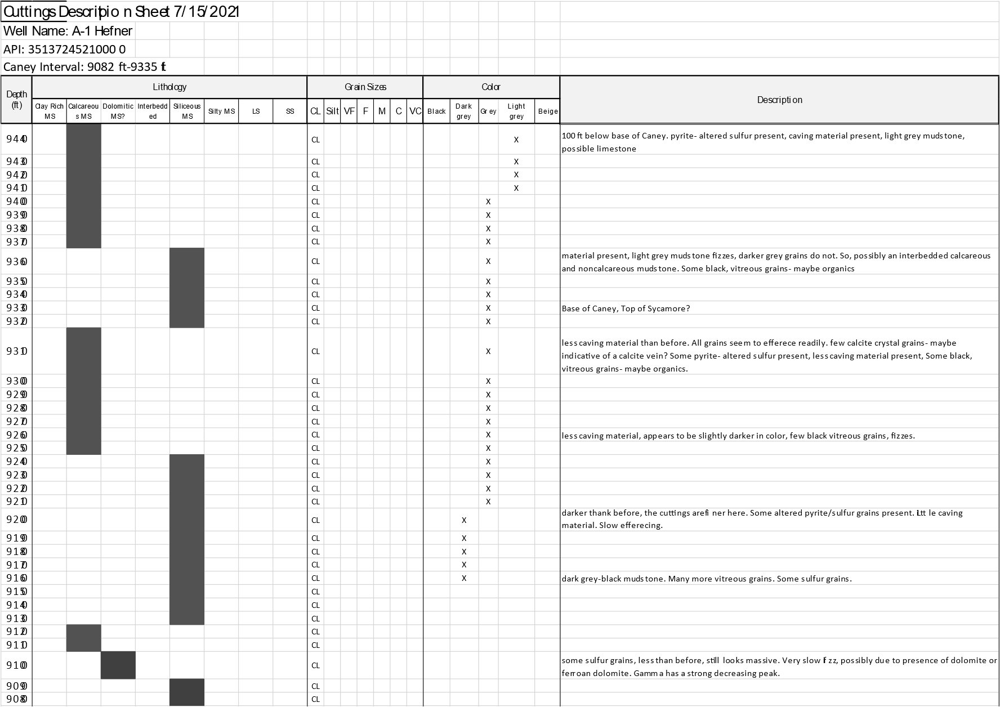 Cuttings Description Sheet 7/15/2021
Well Name: A-1 Hefner
API: 3513724521000 0
Caney Interval: 9082 ft-9335 ft
Depth (ft) Lithology Grain Sizes Color Description
Clay Rich MS Calcareous MS Dolomitic MS? Interbedded Siliceous MS Silty MS LS SS CL Silt VF F M C VC Black Dark grey Grey Light grey Beige
9440 CL X 100 ft below base of Caney. pyrite- altered sulfur present, caving material present, light grey mudstone,
possible limestone
9430 CL X
9420 CL X
9410 CL X
9400 CL X
9390 CL X
9380 CL X
9370 CL X
9360 CL X material present, light grey mudstone fizzes, darker grey grains do not. So, possibly an interbedded calcareous
and noncalcareous mudstone. Some black, vitreous grains- maybe organics
9350 CL X
9340 CL X
9330 CL X Base of Caney, Top of Sycamore?
9320 CL X
9310 CL X less caving material than before. All grains seem to efferece readily. few calcite crystal grains- maybe
indicative of a calcite vein? Some pyrite- altered sulfur present, less caving material present, Some black,
vitreous grains- maybe organics.
9300 CL X
9290 CL X
9280 CL X
9270 CL X
9260 CL X less caving material, appears to be slightly darker in color, few black vitreous grains, fizzes.
9250 CL X
9240 CL X
9230 CL X
9220 CL X
9210 CL X
9200 CL X darker thank before, the cuttings are finer here. Some altered pyrite/sulfur grains present. Little caving
material. Slow efferecing.
9190 CL X
9180 CL X
9170 CL X
9160 CL X dark grey-black mudstone. Many more vitreous grains. Some sulfur grains.
9150 CL
9140 CL
9130 CL
9120 CL
9110 CL
9100 CL some sulfur grains, less than before, still looks massive. Very slow fizz, possibly due to presence of dolomite or
ferroan dolomite. Gamma has a strong decreasing peak.
9090 CL
9080 CL